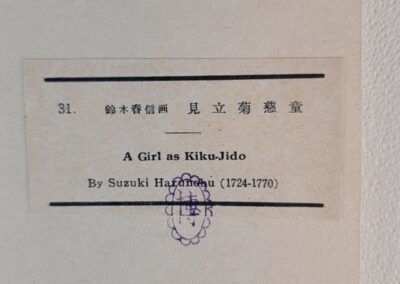 31. 鈴木春信画 見立菊慈童
A Girl as Kiku-Jido
By Suzuki Harunobu (1724-1770)